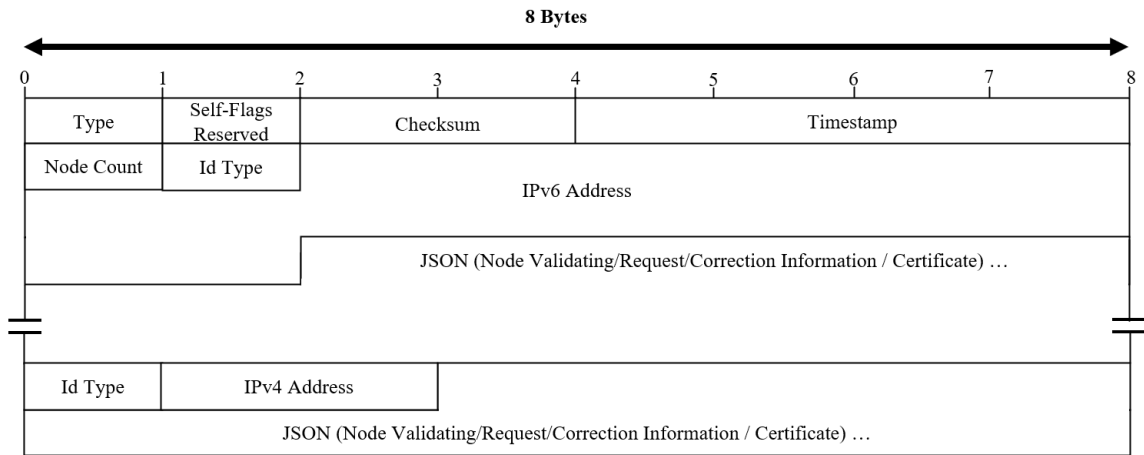 8 Bytes
0 1 2 3 4 5 6 7 8
Type Self-Flags Reserved Checksum Timestamp
Node Count Id Type
IPv6 Address
JSON (Node Validating/Request/Correction Information / Certificate) …
Id Type IPv4 Address
JSON (Node Validating/Request/Correction Information / Certificate) …